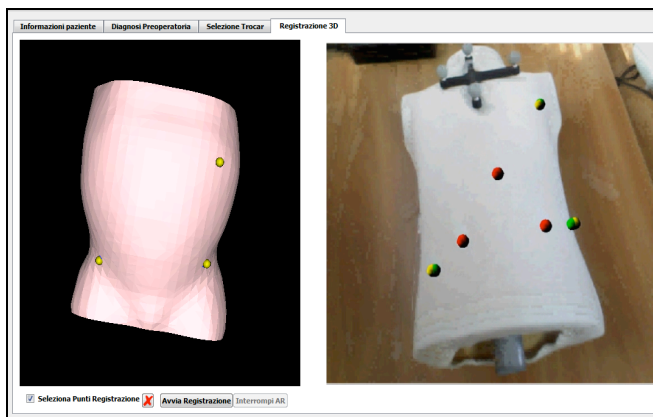 Informazioni paziente
Diagnosi Preoperatoria
Selezione Trocar
Registrazione 3D
Seleziona Punti Registrazione
Avvia Registrazione
Interrompi AR